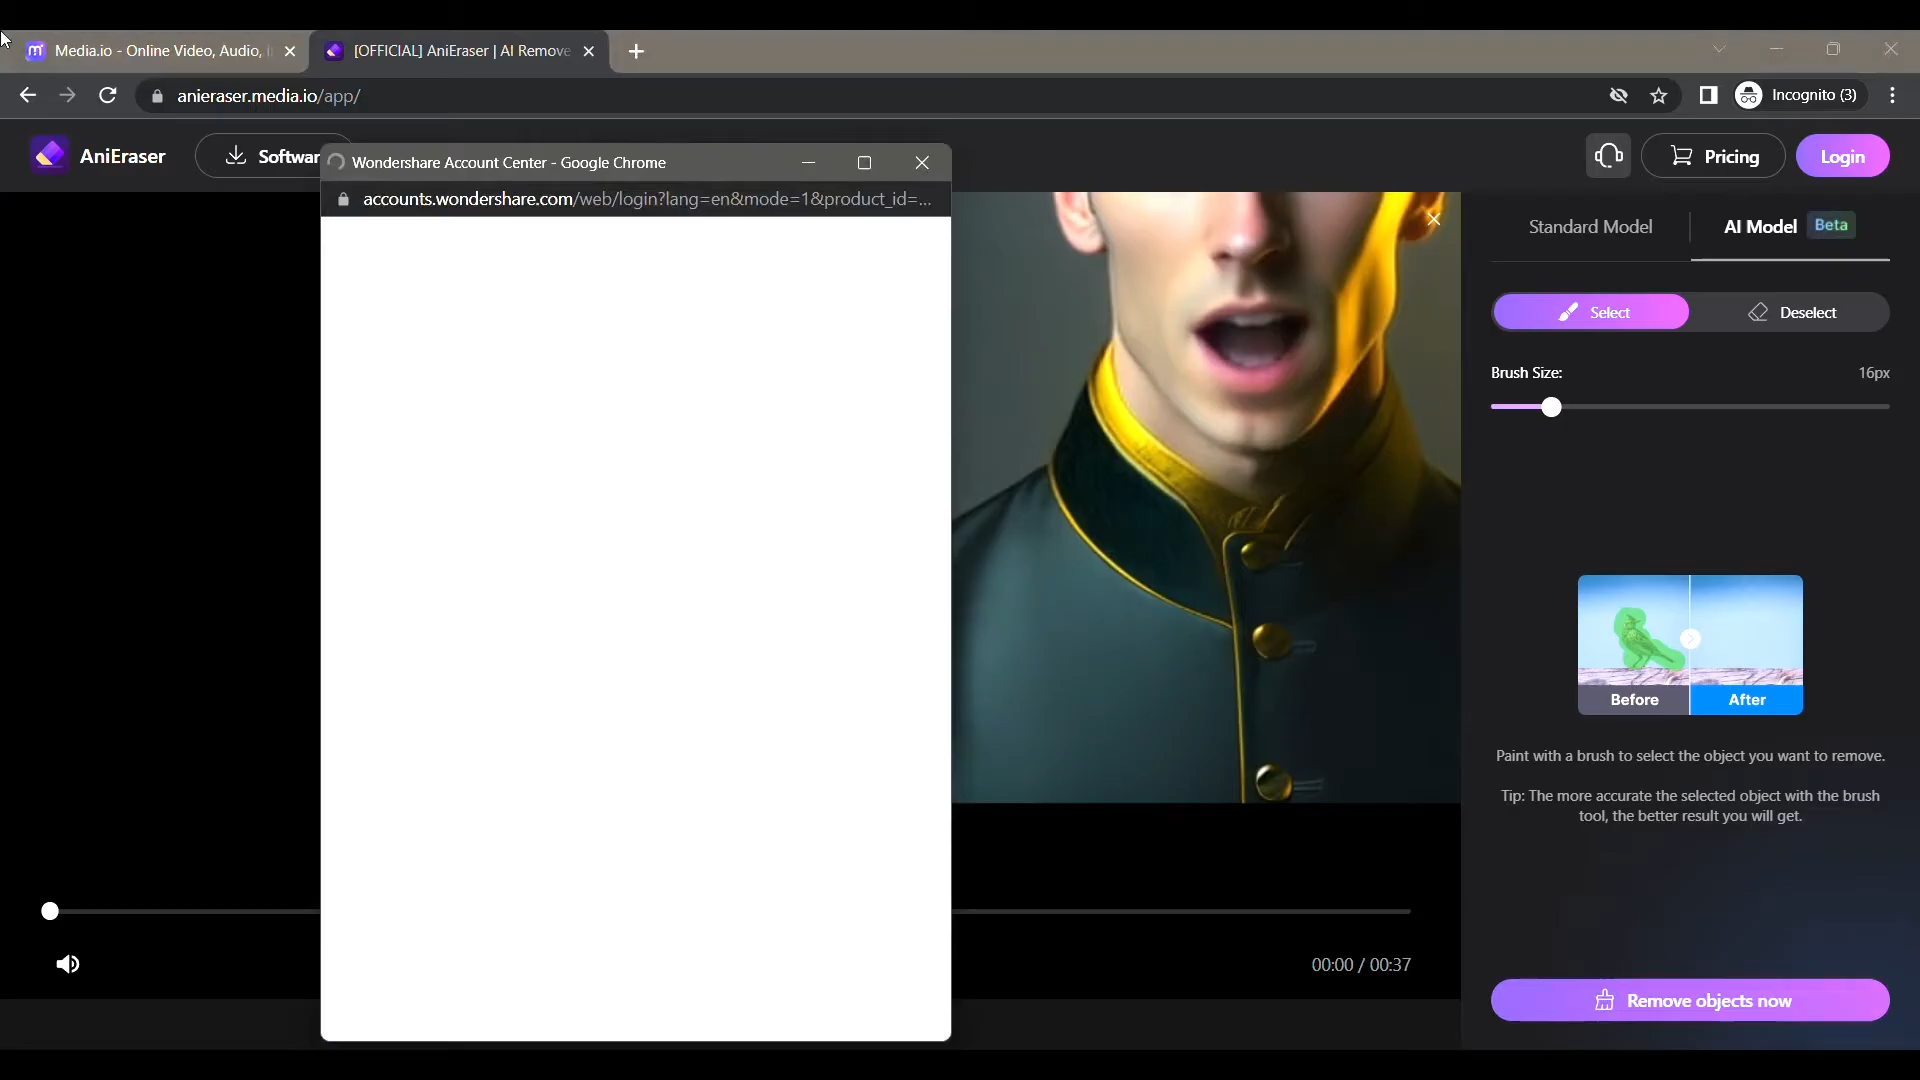 Media.io - Online Video, Audio,
[OFFICIAL] AniEraser | AI Remove
anieraser.media.io/app/
Incognito (3)
AniEraser
Softwar
Pricing
Login
Wondershare Account Center - Google Chrome
accounts.wondershare.com/web/login?lang=en&mode=1&product_id=...
Standard Model
AI Model
Beta
Select
Deselect
Brush Size:
16px
Before
After
Paint with a brush to select the object you want to remove.
Tip: The more accurate the selected object with the brush
tool, the better result you will get.
00:00 / 00:37
Remove objects now